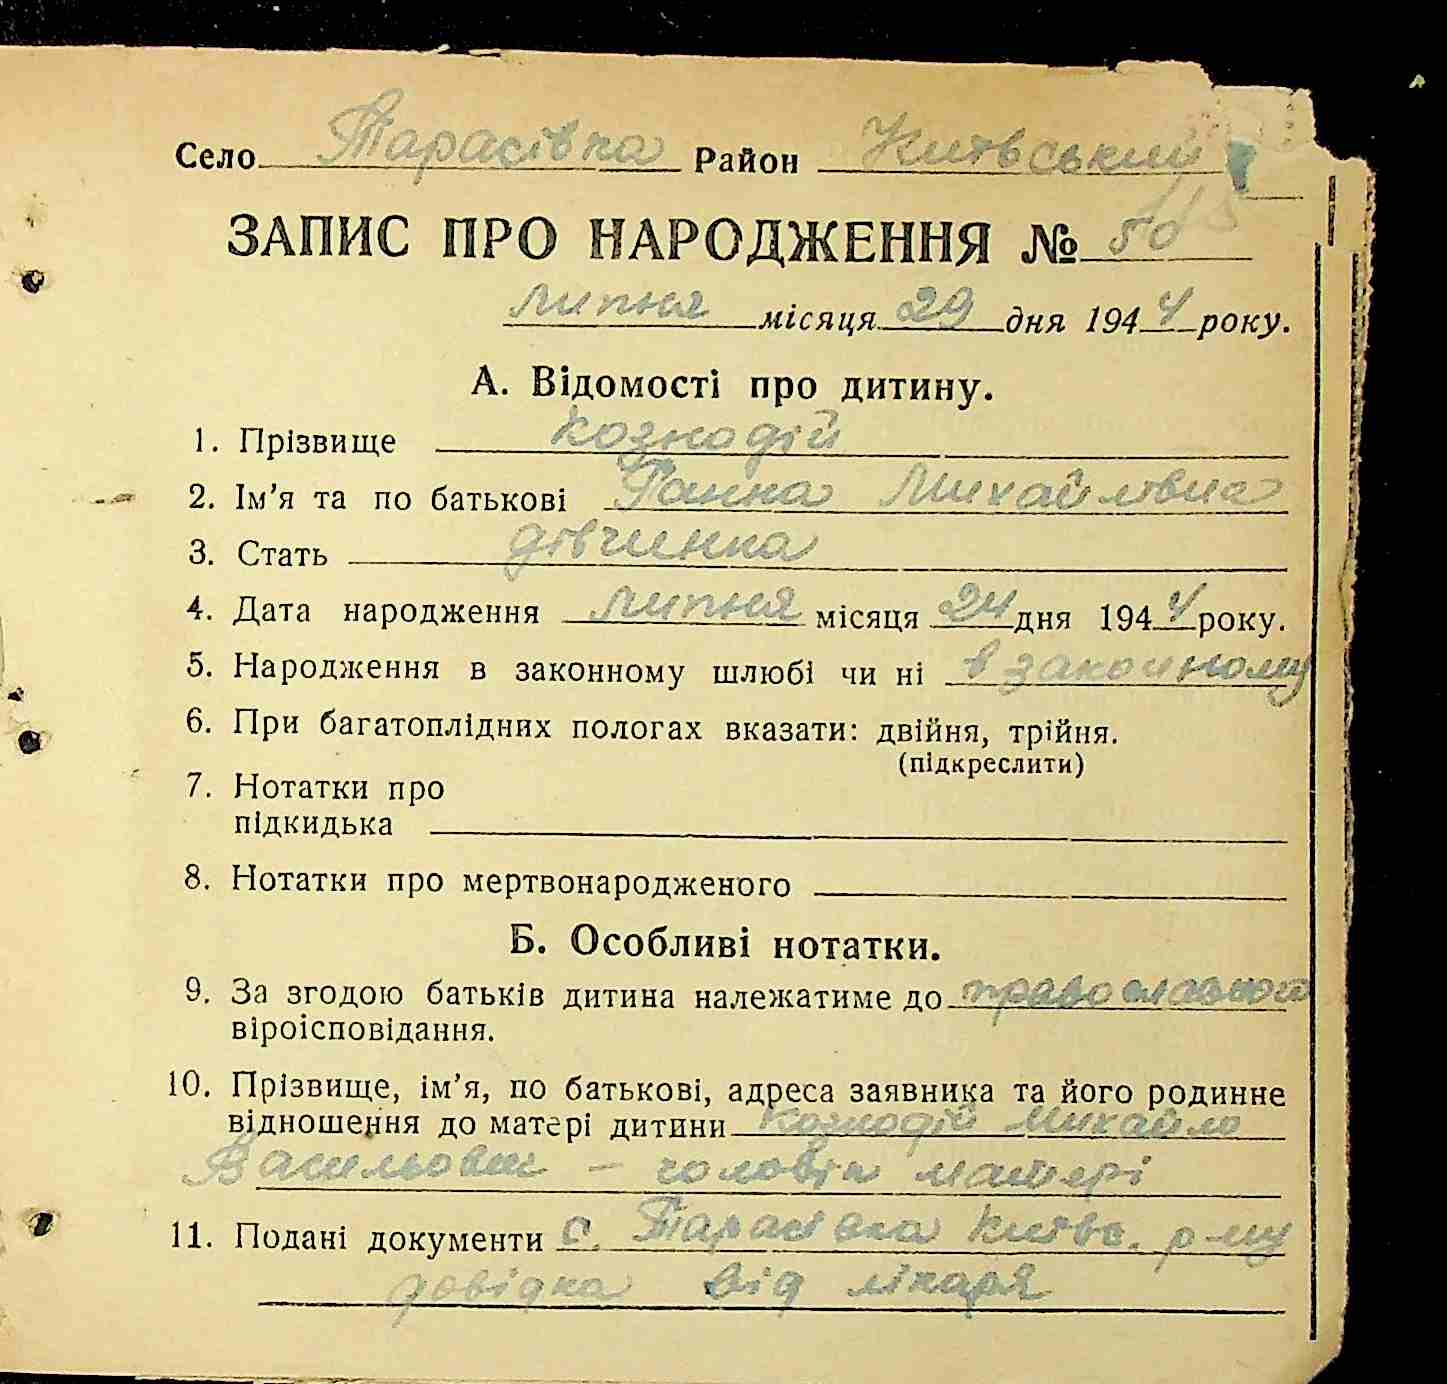 Село Тарасівка Район Київський
ЗАПИС ПРО НАРОДЖЕННЯ № 50
липня місяця 29 дня 1944 року.
А. Відомості про дитину.
1. Прізвище Козиодій
2. Ім'я та по батькові Ганна Михайлівна
3. Стать дівчинка
4. Дата народження липня місяця 24 дня 1944 року.
5. Народження в законному шлюбі чи ні в законному
6. При багатоплідних пологах вказати: двійня, трійня.
(підкреслити)
7. Нотатки про
підкидька
8. Нотатки про мертвонародженого
Б. Особливі нотатки.
9. За згодою батьків дитина належатиме до православного
віроісповідання.
10. Прізвище, ім'я, по батькові, адреса заявника та його родинне
відношення до матері дитини Козиодій Михайло
Васильович – чоловік матері
11. Подані документи с. Тарасівка Київс. р-ну
довідка від лікаря